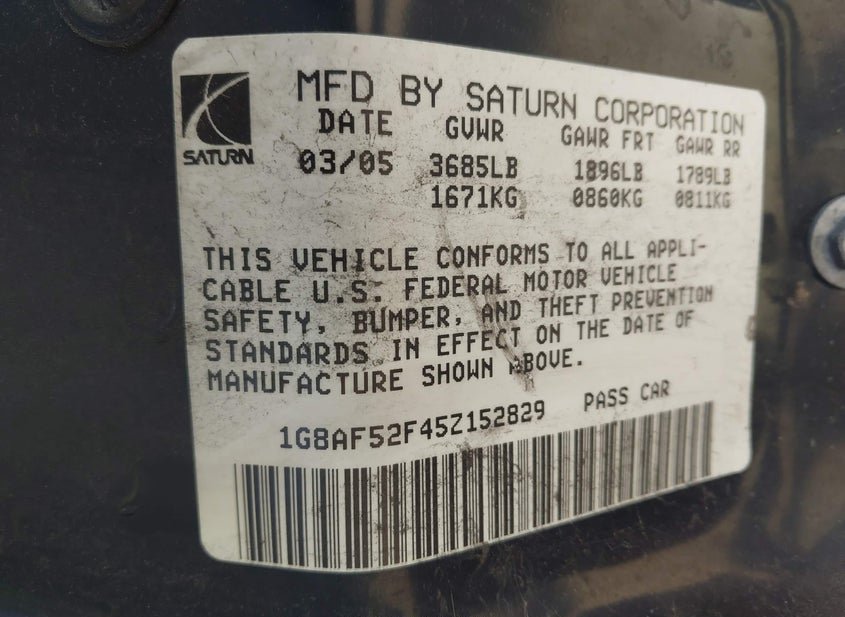 MFD BY SATURN CORPORATION
DATE GVWR GAWR FRT GAWR RR
SATURN 03/05 3685LB 1896LB 1789LB
1671KG 0860KG 0811KG
THIS VEHICLE CONFORMS TO ALL APPLI-
CABLE U.S. FEDERAL MOTOR VEHICLE
SAFETY, BUMPER, AND THEFT PREVENTION
STANDARDS IN EFFECT ON THE DATE OF
MANUFACTURE SHOWN ABOVE.
1G8AF52F45Z152829 PASS CAR